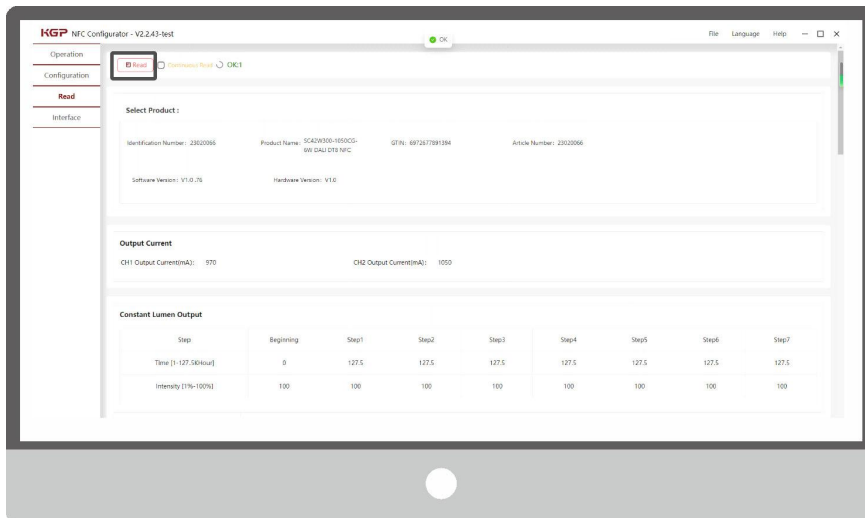 KGP NFC Configurator - V2.2.43-test
OK
File Language Help
Operation
Configuration
Read
Interface
Read Continuous Read OK:1
Select Product :
Identification Number: 23020066
Product Name: SC42W300-1050CG-
6W DALI DT8 NFC
GTIN: 6972677891394
Article Number: 23020066
Software Version: V1.0 .76
Hardware Version: V1.0
Output Current
CH1 Output Current(mA): 970
CH2 Output Current(mA): 1050
Constant Lumen Output
Step Beginning Step1 Step2 Step3 Step4 Step5 Step6 Step7
Time [1-127.5KHour] 0 127.5 127.5 127.5 127.5 127.5 127.5 127.5
Intensity [1%-100%] 100 100 100 100 100 100 100 100